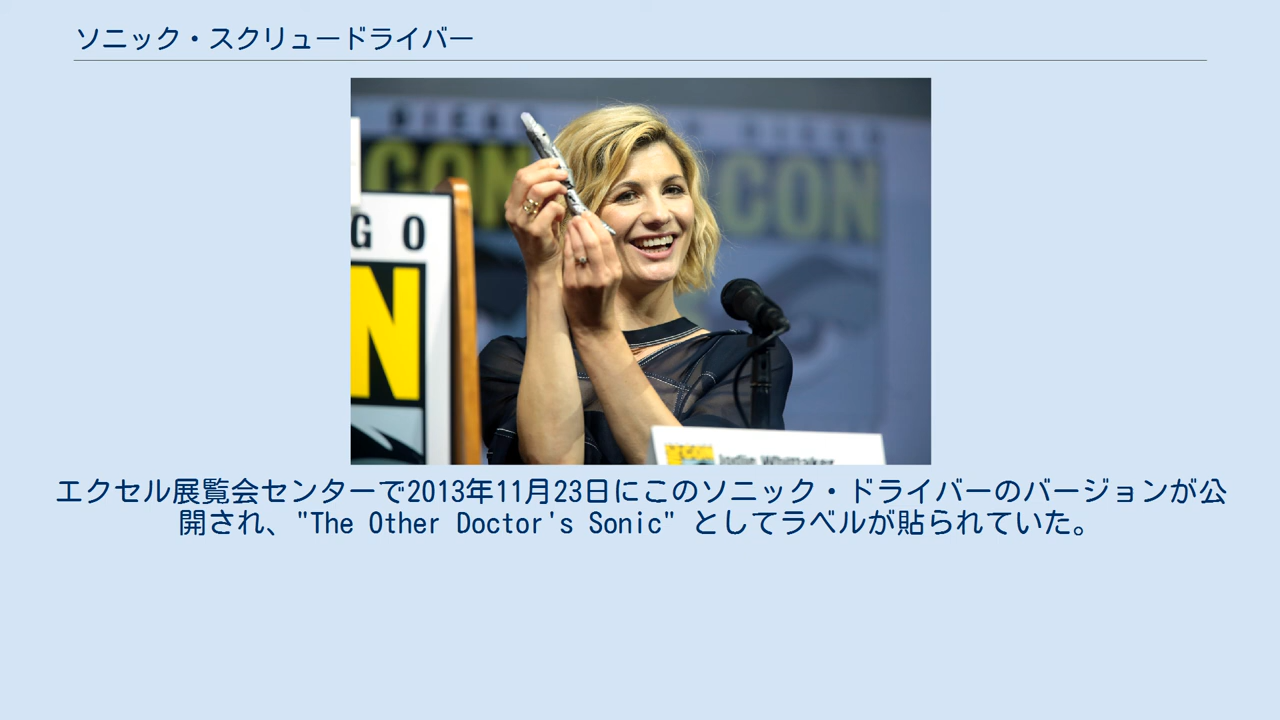 ソニック・スクリュードライバー
CON
CON
G O
N
Jodie Whittaker
エクセル展覧会センターで2013年11月23日にこのソニック・ドライバーのバージョンが公
開され、"The Other Doctor's Sonic" としてラベルが貼られていた。